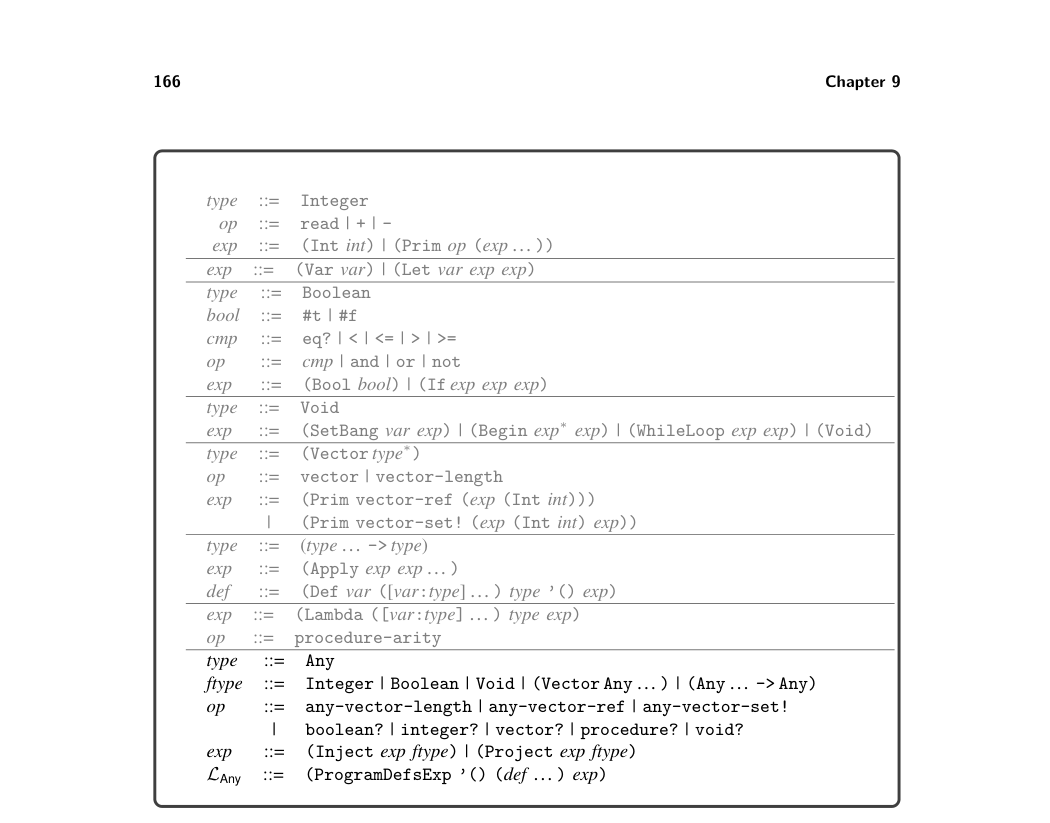 166 Chapter 9
type ::= Integer
op ::= read | + | -
exp ::= (Int int) | (Prim op (exp …))
exp ::= (Var var) | (Let var exp exp)
type ::= Boolean
bool ::= #t | #f
cmp ::= eq? | < | <= | > | >=
op ::= cmp | and | or | not
exp ::= (Bool bool) | (If exp exp exp)
type ::= Void
exp ::= (SetBang var exp) | (Begin exp* exp) | (WhileLoop exp exp) | (Void)
type ::= (Vector type*)
op ::= vector | vector-length
exp ::= (Prim vector-ref (exp (Int int)))
| (Prim vector-set! (exp (Int int) exp))
type ::= (type … -> type)
exp ::= (Apply exp exp …)
def ::= (Def var ([var:type] …) type '() exp)
exp ::= (Lambda ([var:type] …) type exp)
op ::= procedure-arity
type ::= Any
ftype ::= Integer | Boolean | Void | (Vector Any …) | (Any … -> Any)
op ::= any-vector-length | any-vector-ref | any-vector-set!
| boolean? | integer? | vector? | procedure? | void?
exp ::= (Inject exp ftype) | (Project exp ftype)
ℒAny ::= (ProgramDefsExp '() (def …) exp)